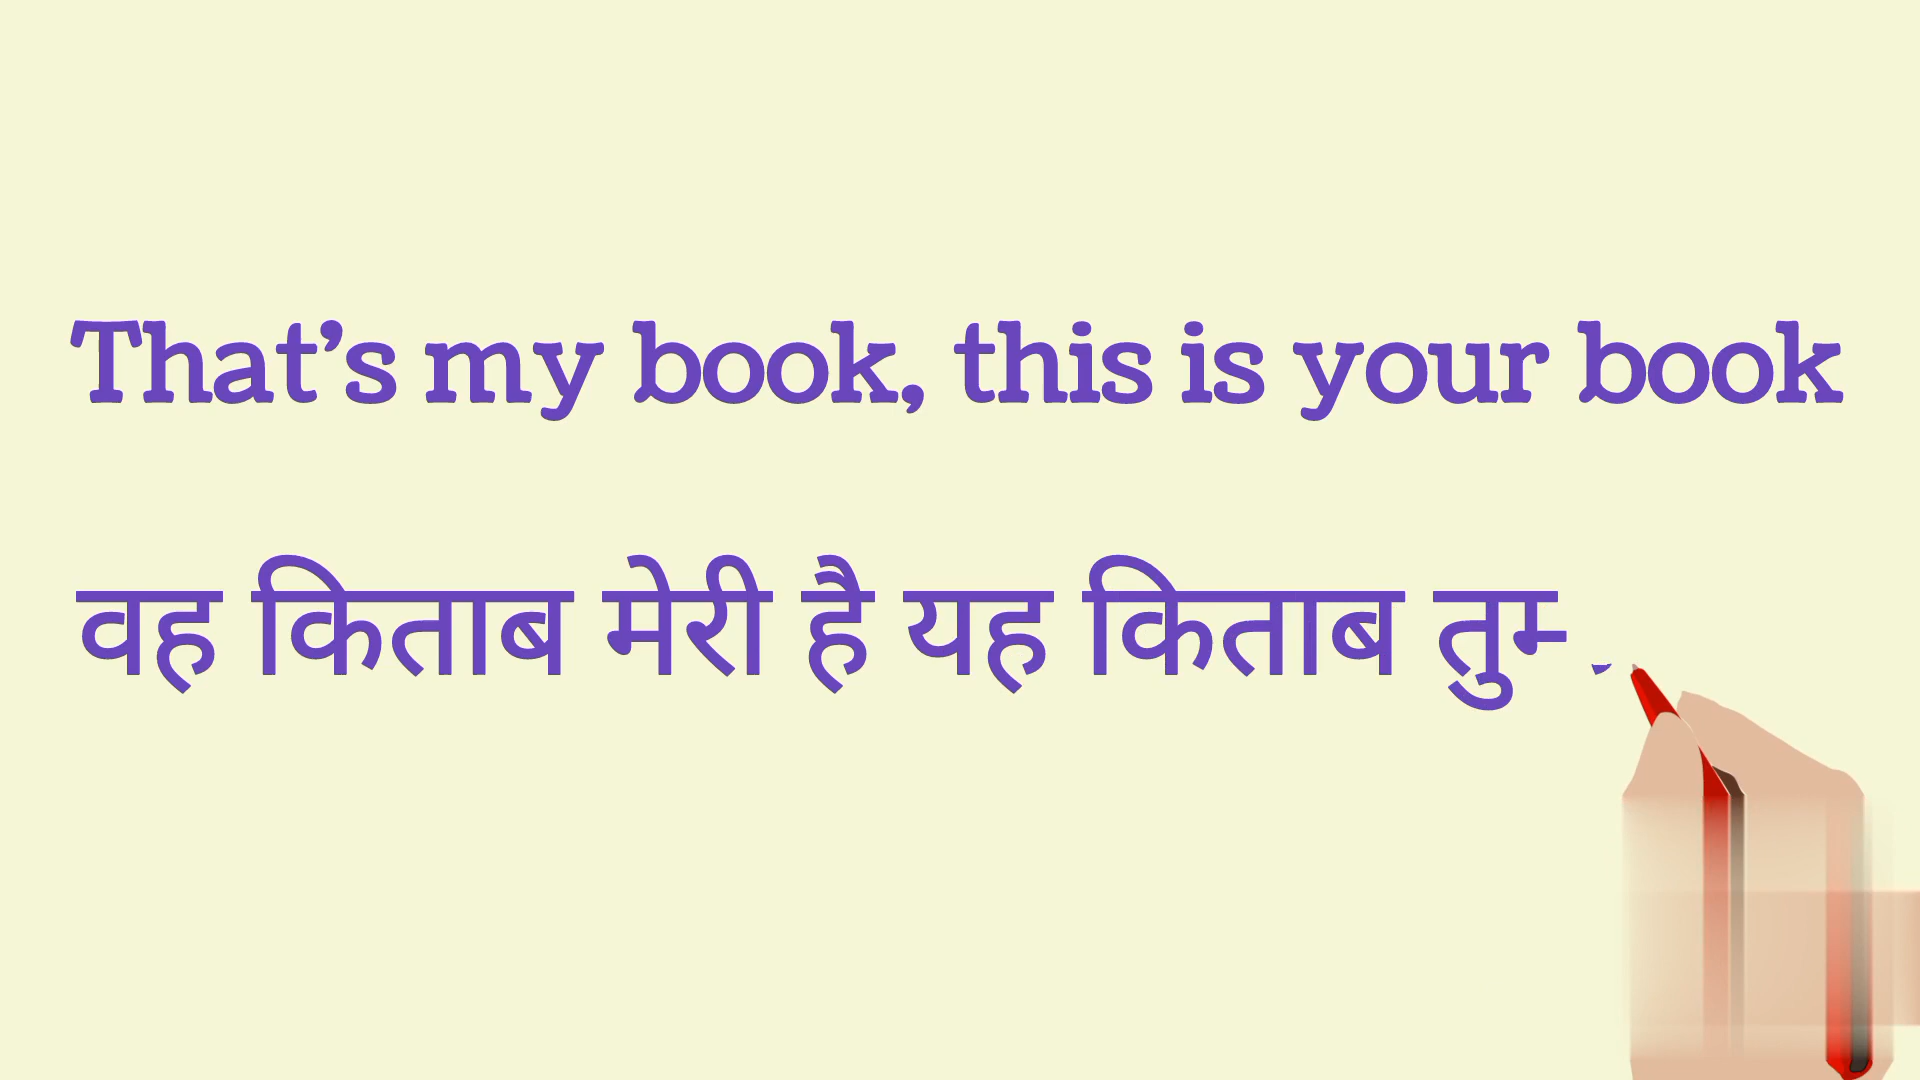 That's my book, this is your book
वह किताब मेरी है यह किताब